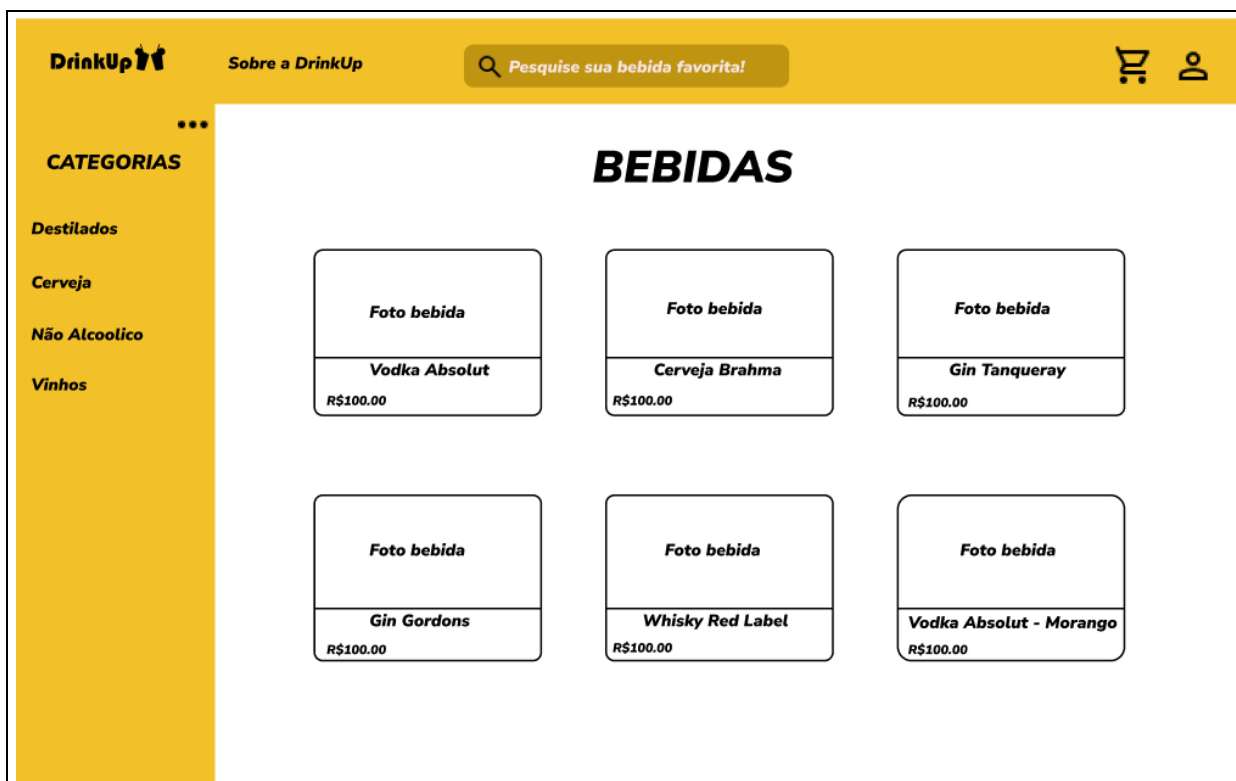 DrinkUp
Sobre a DrinkUp
Pesquise sua bebida favorita!
CATEGORIAS
Destilados
Cerveja
Não Alcoolico
Vinhos
BEBIDAS
Foto bebida
Vodka Absolut
R$100.00
Foto bebida
Cerveja Brahma
R$100.00
Foto bebida
Gin Tanqueray
R$100.00
Foto bebida
Gin Gordons
R$100.00
Foto bebida
Whisky Red Label
R$100.00
Foto bebida
Vodka Absolut - Morango
R$100.00